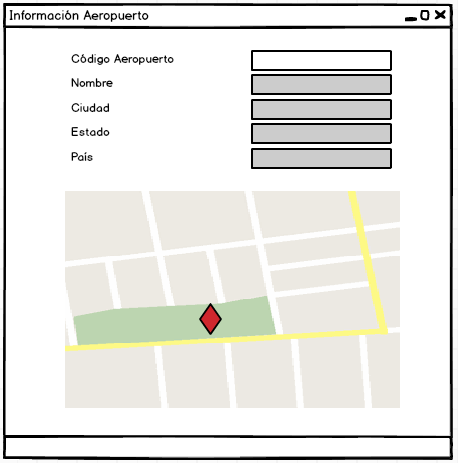 Información Aeropuerto
Código Aeropuerto
Nombre
Ciudad
Estado
País